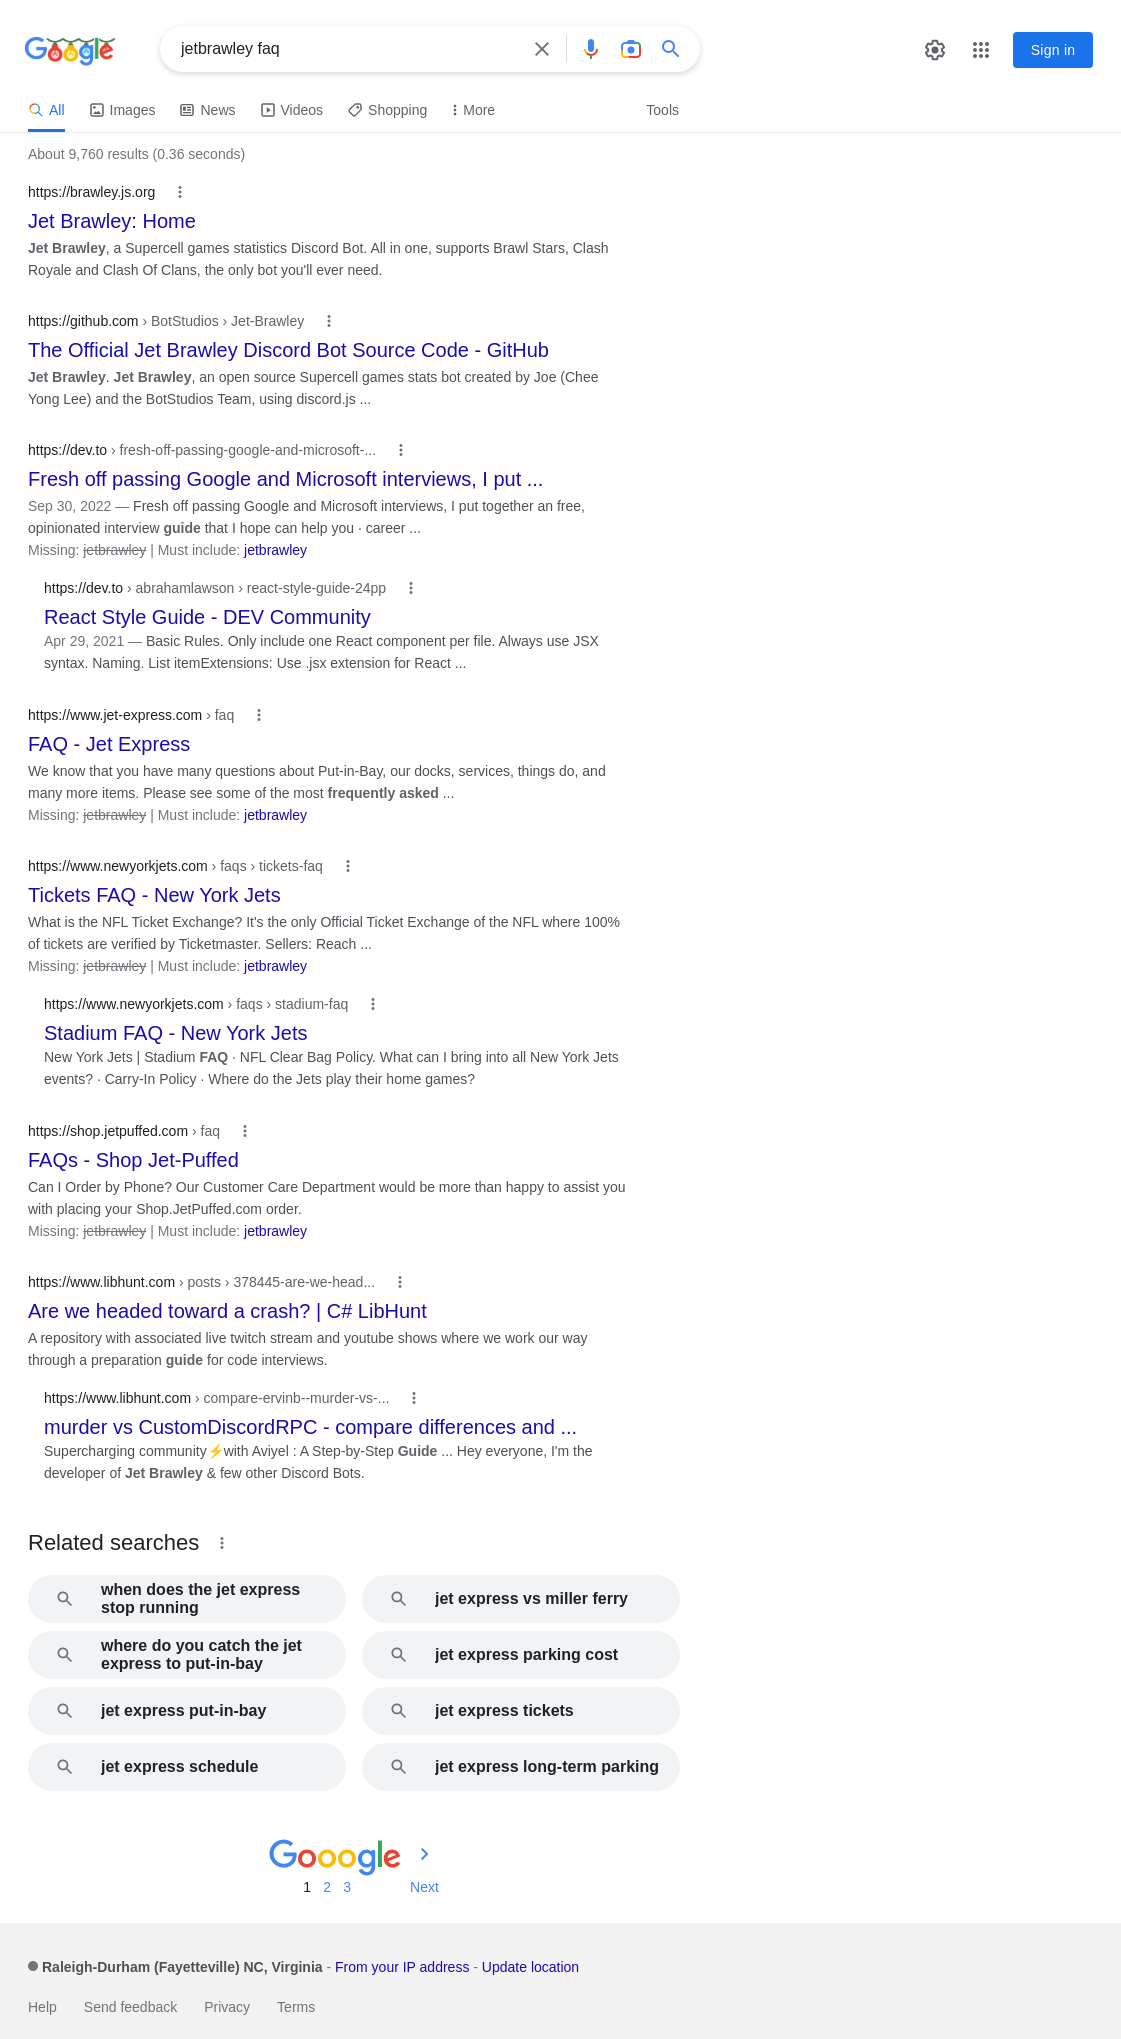 Google
jetbrawley faq
Sign in
All
Images
News
Videos
Shopping
More
Tools
About 9,760 results (0.36 seconds)
https://brawley.js.org
Jet Brawley: Home
Jet Brawley, a Supercell games statistics Discord Bot. All in one, supports Brawl Stars, Clash
Royale and Clash Of Clans, the only bot you'll ever need.
https://github.com › BotStudios › Jet-Brawley
The Official Jet Brawley Discord Bot Source Code - GitHub
Jet Brawley. Jet Brawley, an open source Supercell games stats bot created by Joe (Chee
Yong Lee) and the BotStudios Team, using discord.js ...
https://dev.to › fresh-off-passing-google-and-microsoft-...
Fresh off passing Google and Microsoft interviews, I put ...
Sep 30, 2022 — Fresh off passing Google and Microsoft interviews, I put together an free,
opinionated interview guide that I hope can help you · career ...
Missing: jetbrawley | Must include: jetbrawley
https://dev.to › abrahamlawson › react-style-guide-24pp
React Style Guide - DEV Community
Apr 29, 2021 — Basic Rules. Only include one React component per file. Always use JSX
syntax. Naming. List itemExtensions: Use .jsx extension for React ...
https://www.jet-express.com › faq
FAQ - Jet Express
We know that you have many questions about Put-in-Bay, our docks, services, things do, and
many more items. Please see some of the most frequently asked ...
Missing: jetbrawley | Must include: jetbrawley
https://www.newyorkjets.com › faqs › tickets-faq
Tickets FAQ - New York Jets
What is the NFL Ticket Exchange? It's the only Official Ticket Exchange of the NFL where 100%
of tickets are verified by Ticketmaster. Sellers: Reach ...
Missing: jetbrawley | Must include: jetbrawley
https://www.newyorkjets.com › faqs › stadium-faq
Stadium FAQ - New York Jets
New York Jets | Stadium FAQ · NFL Clear Bag Policy. What can I bring into all New York Jets
events? · Carry-In Policy · Where do the Jets play their home games?
https://shop.jetpuffed.com › faq
FAQs - Shop Jet-Puffed
Can I Order by Phone? Our Customer Care Department would be more than happy to assist you
with placing your Shop.JetPuffed.com order.
Missing: jetbrawley | Must include: jetbrawley
https://www.libhunt.com › posts › 378445-are-we-head...
Are we headed toward a crash? | C# LibHunt
A repository with associated live twitch stream and youtube shows where we work our way
through a preparation guide for code interviews.
https://www.libhunt.com › compare-ervinb--murder-vs-...
murder vs CustomDiscordRPC - compare differences and ...
Supercharging community⚡with Aviyel : A Step-by-Step Guide ... Hey everyone, I'm the
developer of Jet Brawley & few other Discord Bots.
Related searches
when does the jet express
stop running
jet express vs miller ferry
where do you catch the jet
express to put-in-bay
jet express parking cost
jet express put-in-bay
jet express tickets
jet express schedule
jet express long-term parking
Gooogle
1 2 3 Next
Raleigh-Durham (Fayetteville) NC, Virginia - From your IP address - Update location
Help Send feedback Privacy Terms